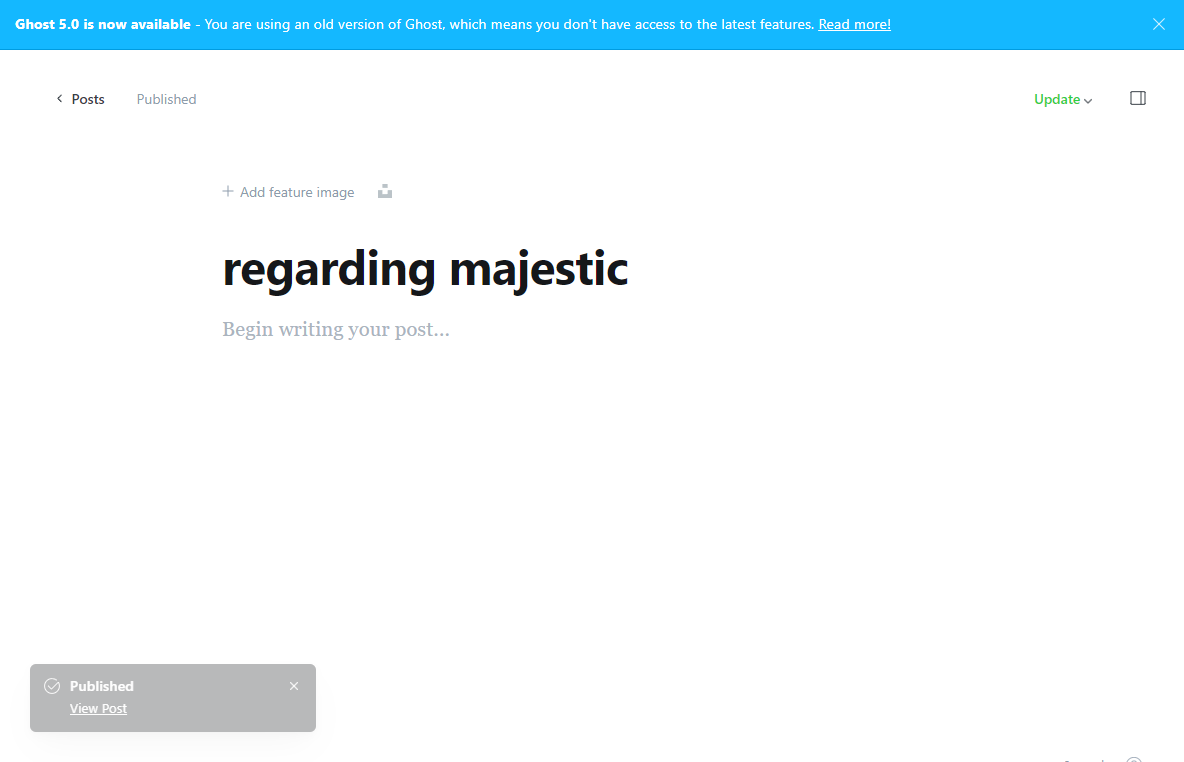 Ghost 5.0 is now available - You are using an old version of Ghost, which means you don't have access to the latest features. Read more!
Posts Published Update
Add feature image
regarding majestic
Begin writing your post...
Published
View Post